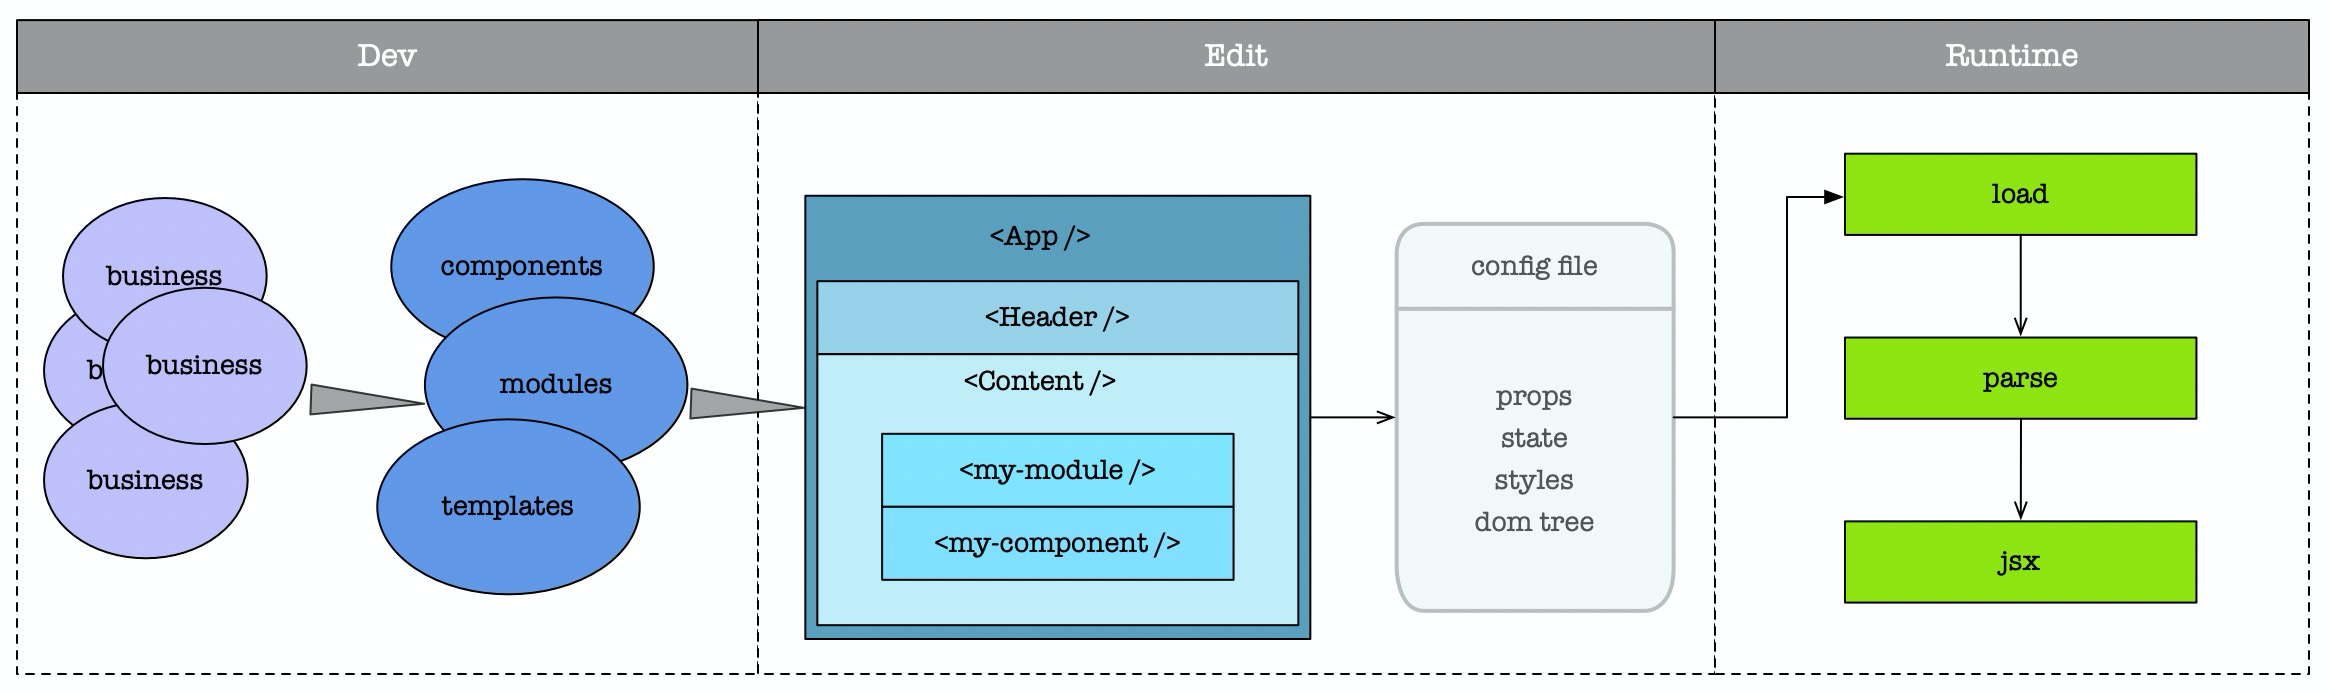 Dev
Edit
Runtime
business
business
business
components
modules
templates
<App />
<Header />
<Content />
<my-module />
<my-component />
config file
props
state
styles
dom tree
load
parse
jsx